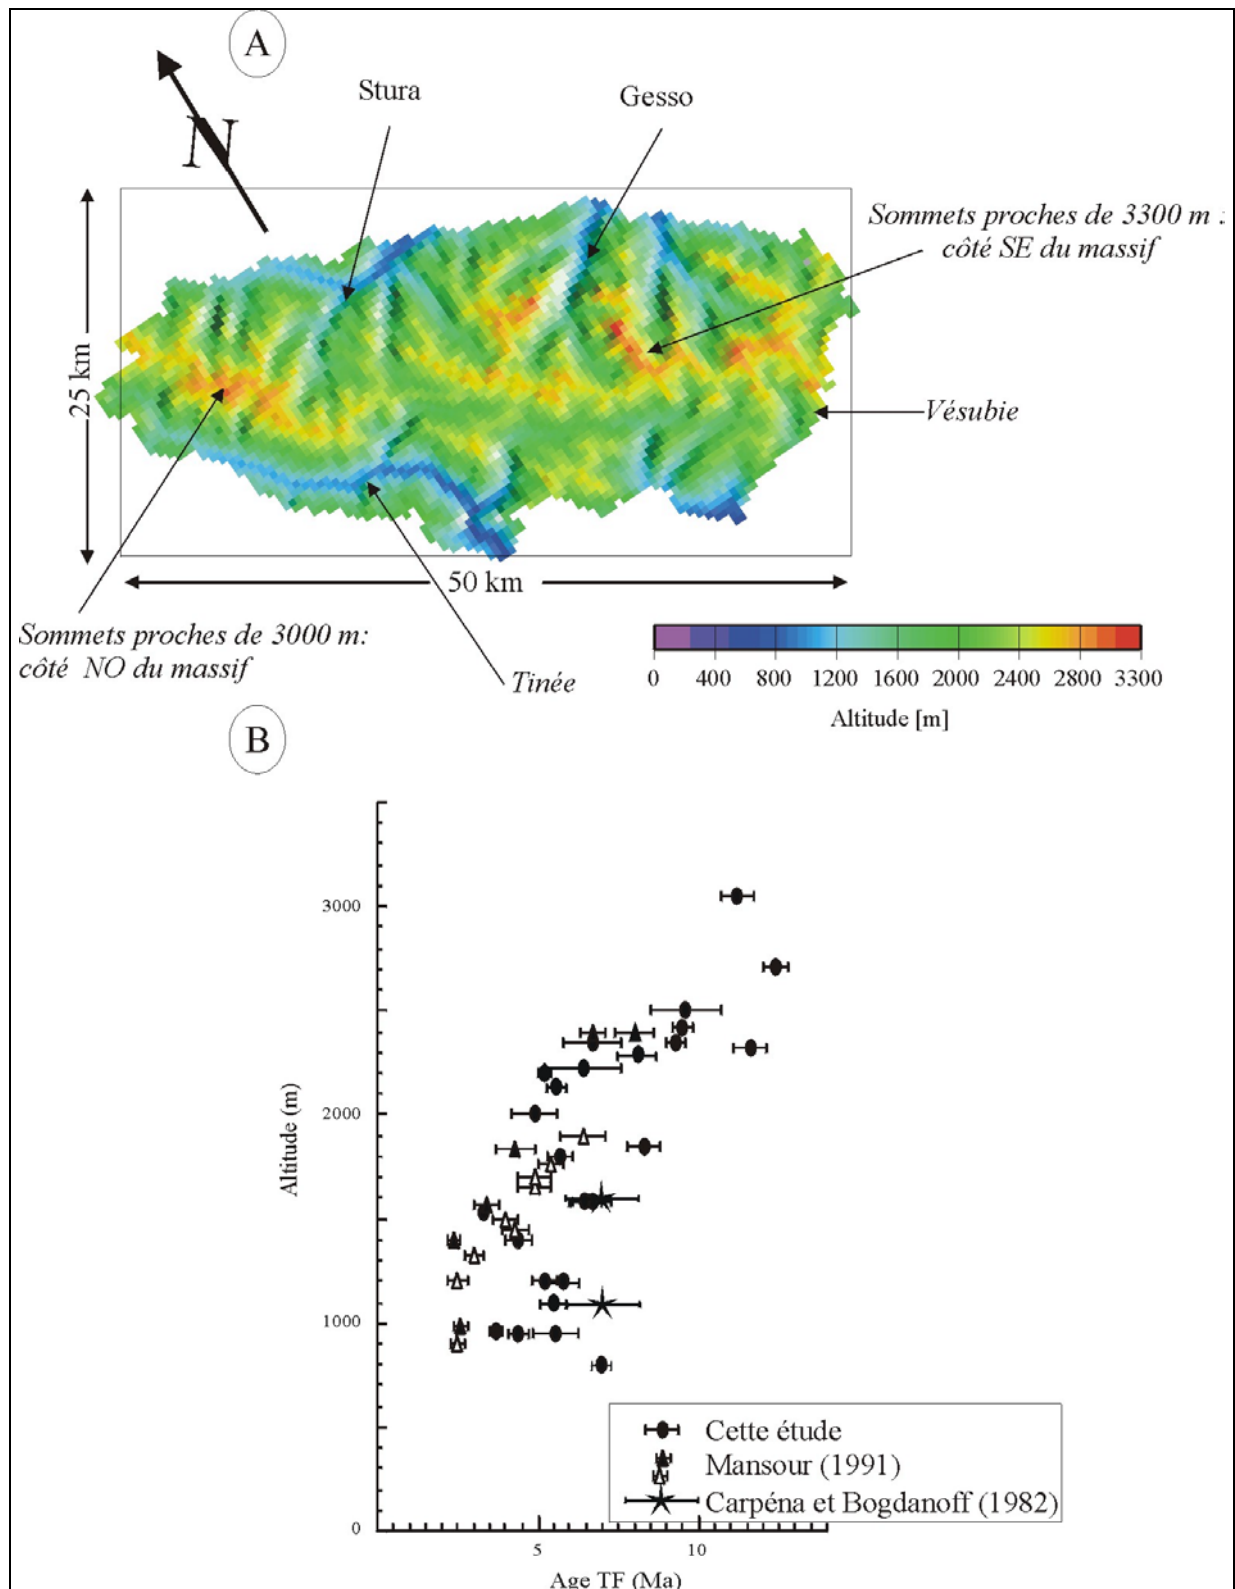 A
N
Stura
Gesso
Sommets proches de 3300 m :
côté SE du massif
25 km
Vésubie
50 km
Sommets proches de 3000 m:
côté NO du massif
Tinée
0 400 800 1200 1600 2000 2400 2800 3300
Altitude [m]
B
3000
2000
1000
0
Altitude (m)
5 10
Age TF (Ma)
Cette étude
Mansour (1991)
Carpéna et Bogdanoff (1982)